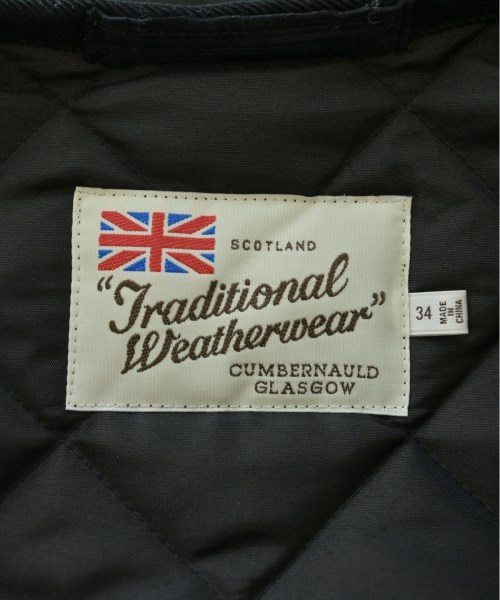 SCOTLAND
"Traditional
Weatherwear"
CUMBERNAULD
GLASGOW
34
MADE
IN
CHINA